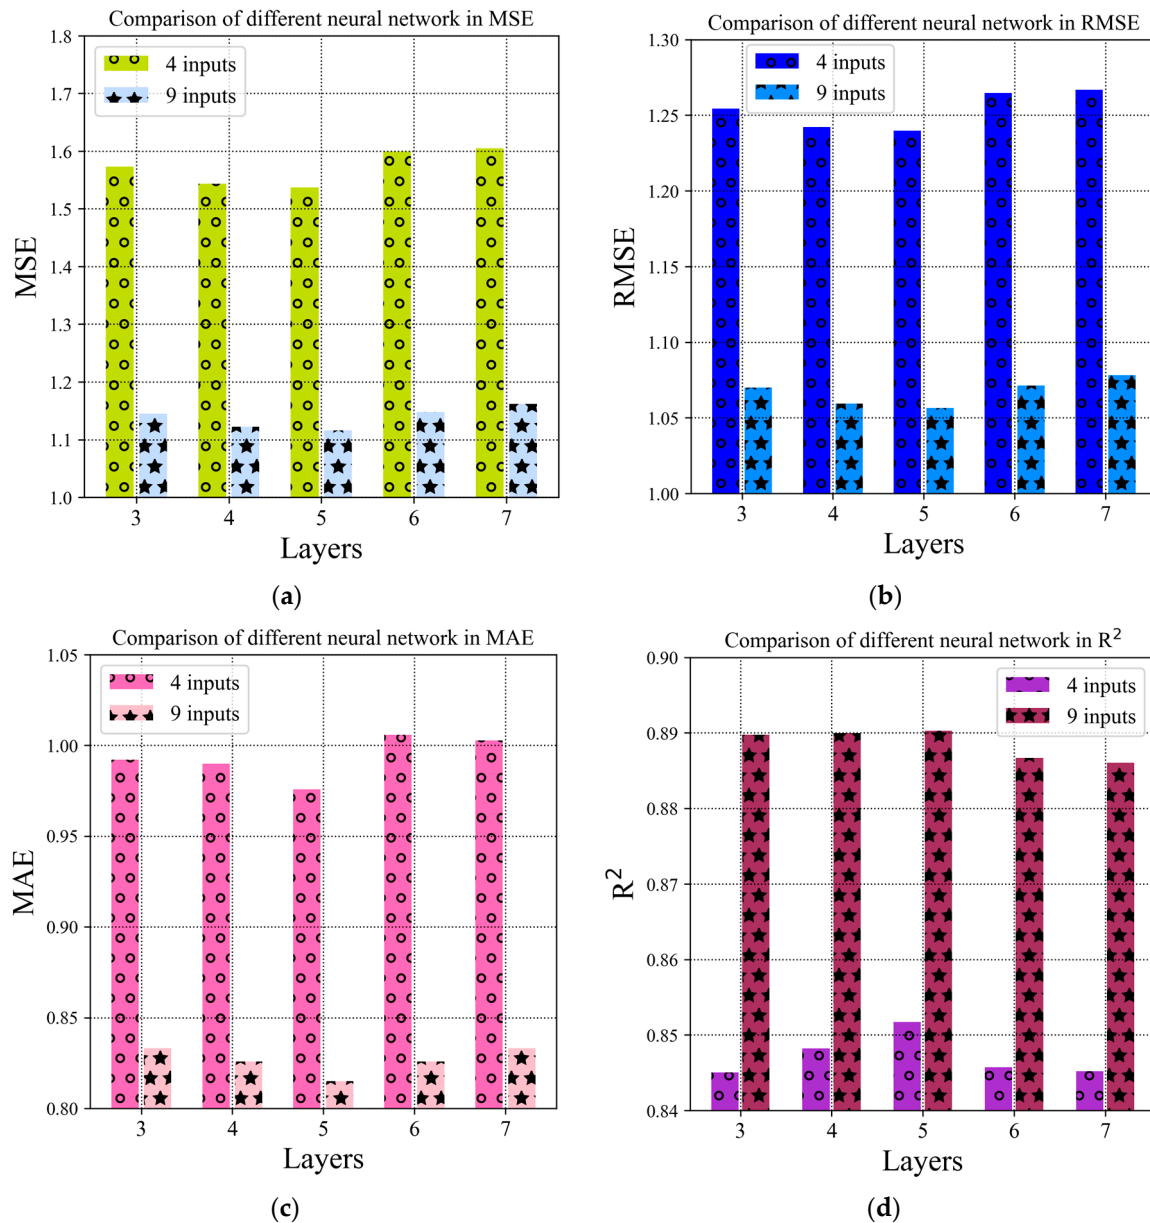 Comparison of different neural network in MSE
1.8
1.7
1.6
1.5
1.4
1.3
1.2
1.1
1.0
MSE
4 inputs
9 inputs
3 4 5 6 7
Layers
(a)
Comparison of different neural network in RMSE
1.30
1.25
1.20
1.15
1.10
1.05
1.00
RMSE
4 inputs
9 inputs
3 4 5 6 7
Layers
(b)
Comparison of different neural network in MAE
1.05
1.00
0.95
0.90
0.85
0.80
MAE
4 inputs
9 inputs
3 4 5 6 7
Layers
(c)
Comparison of different neural network in R²
0.90
0.89
0.88
0.87
0.86
0.85
0.84
R²
4 inputs
9 inputs
3 4 5 6 7
Layers
(d)